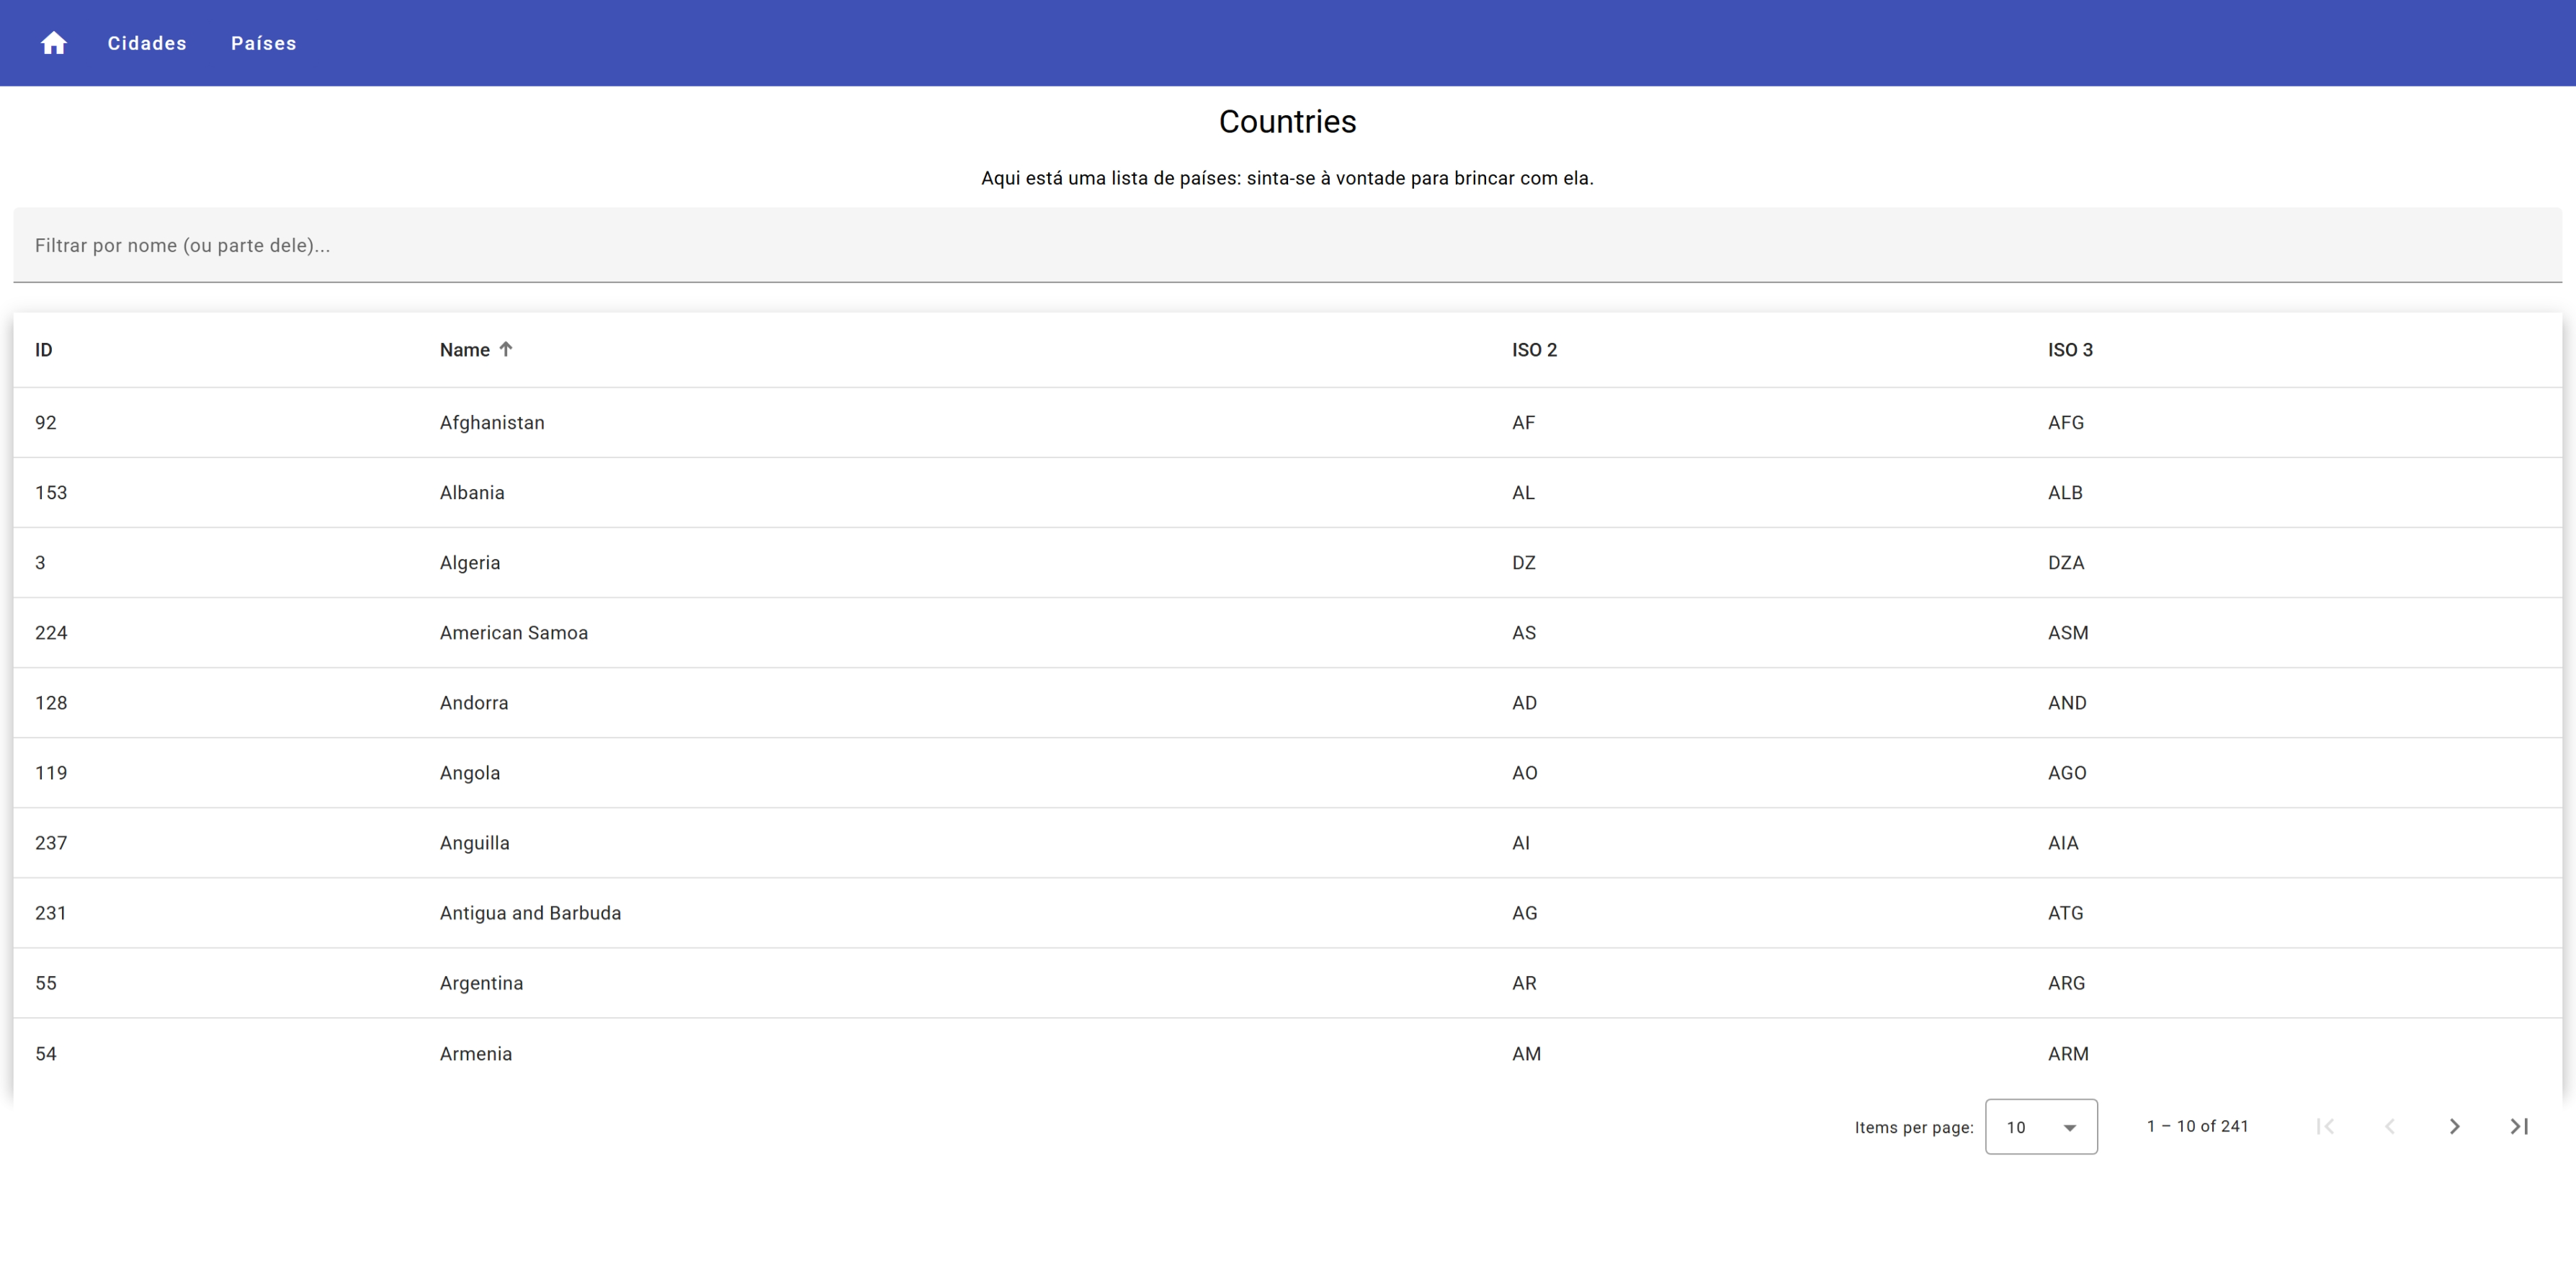 Cidades Países
Countries
Aqui está uma lista de países: sinta-se à vontade para brincar com ela.
Filtrar por nome (ou parte dele)...
ID Name ISO 2 ISO 3
92 Afghanistan AF AFG
153 Albania AL ALB
3 Algeria DZ DZA
224 American Samoa AS ASM
128 Andorra AD AND
119 Angola AO AGO
237 Anguilla AI AIA
231 Antigua and Barbuda AG ATG
55 Argentina AR ARG
54 Armenia AM ARM
Items per page: 10 1 – 10 of 241